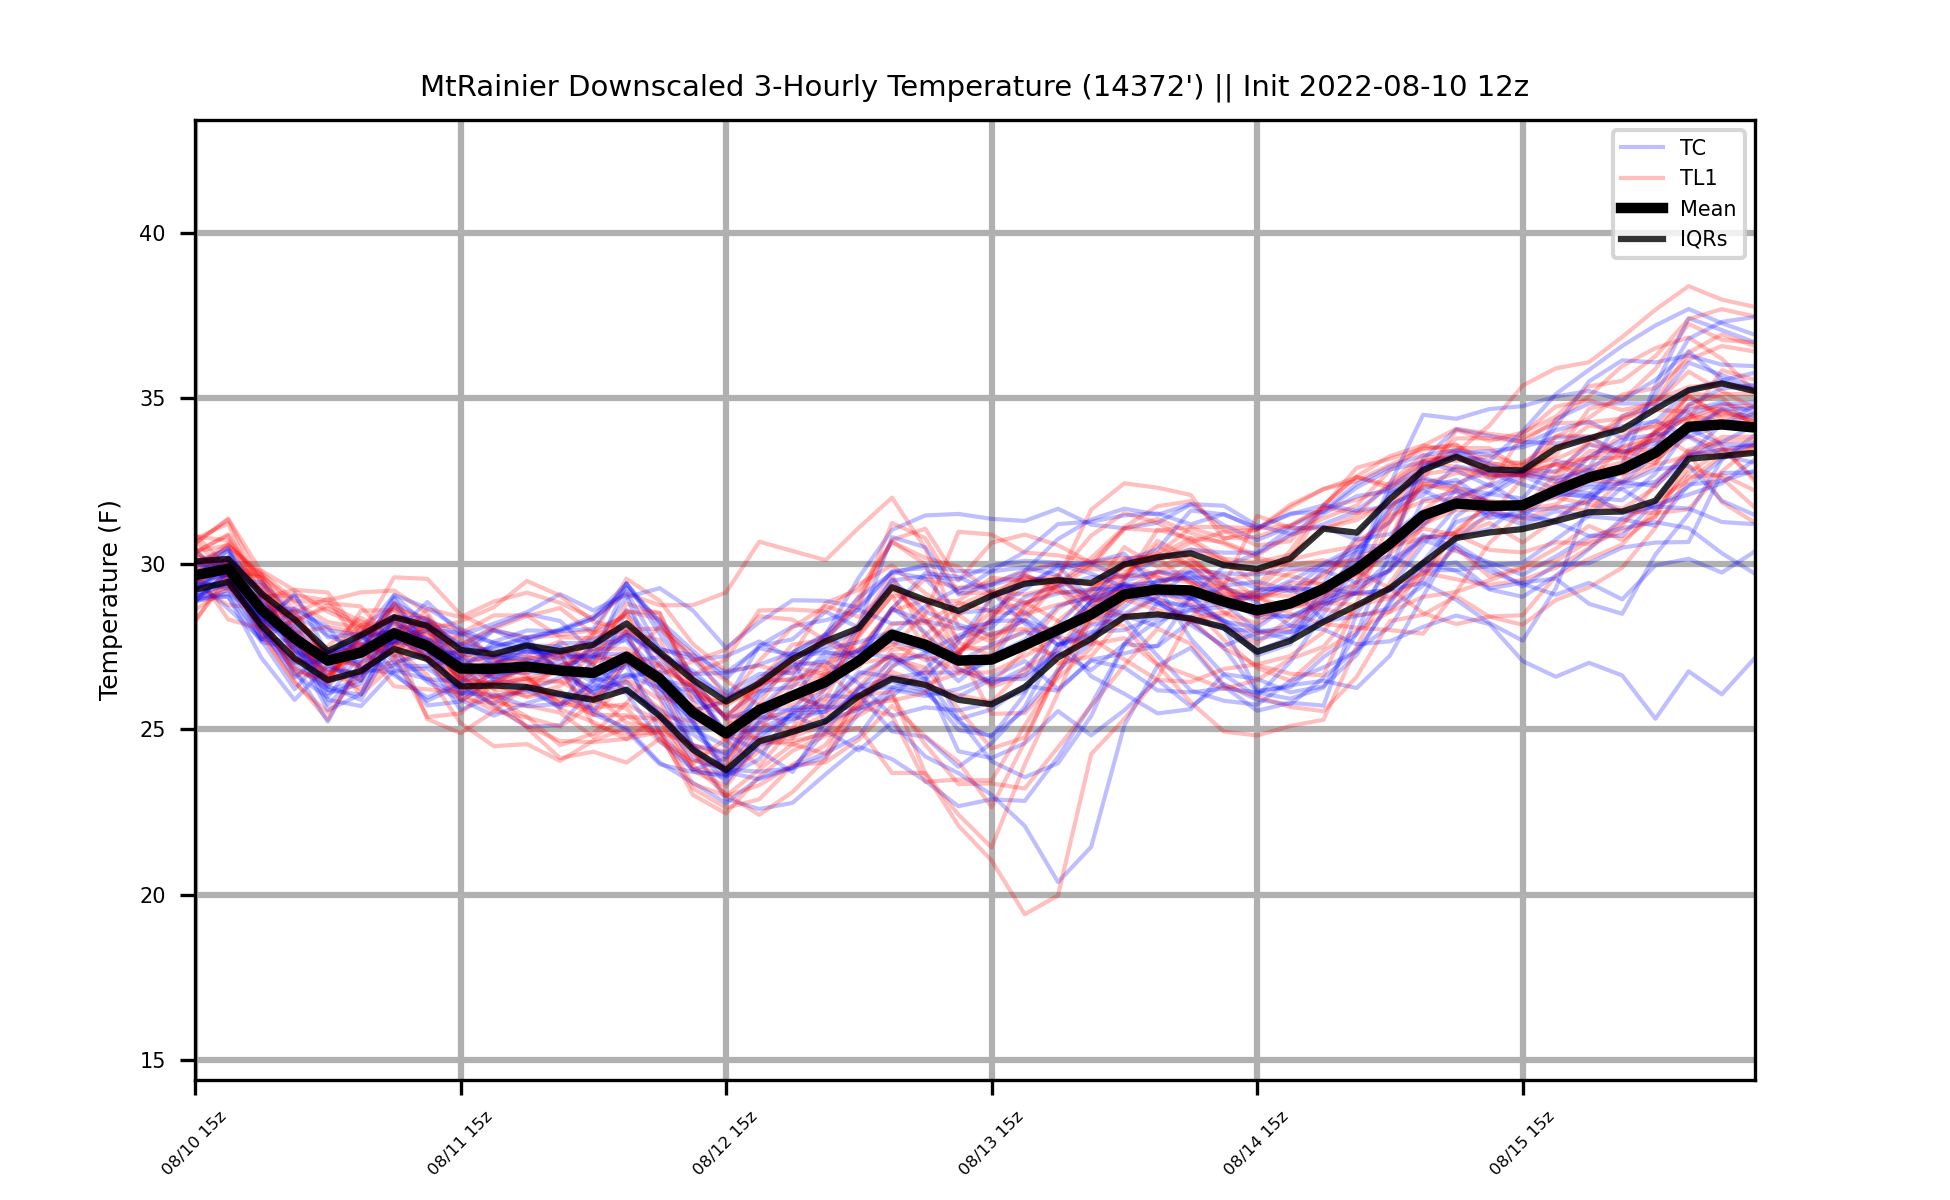 MtRainier Downscaled 3-Hourly Temperature (14372') || Init 2022-08-10 12z
TC
TL1
Mean
IQRs
Temperature (F)
40
35
30
25
20
15
08/10 15z
08/11 15z
08/12 15z
08/13 15z
08/14 15z
08/15 15z